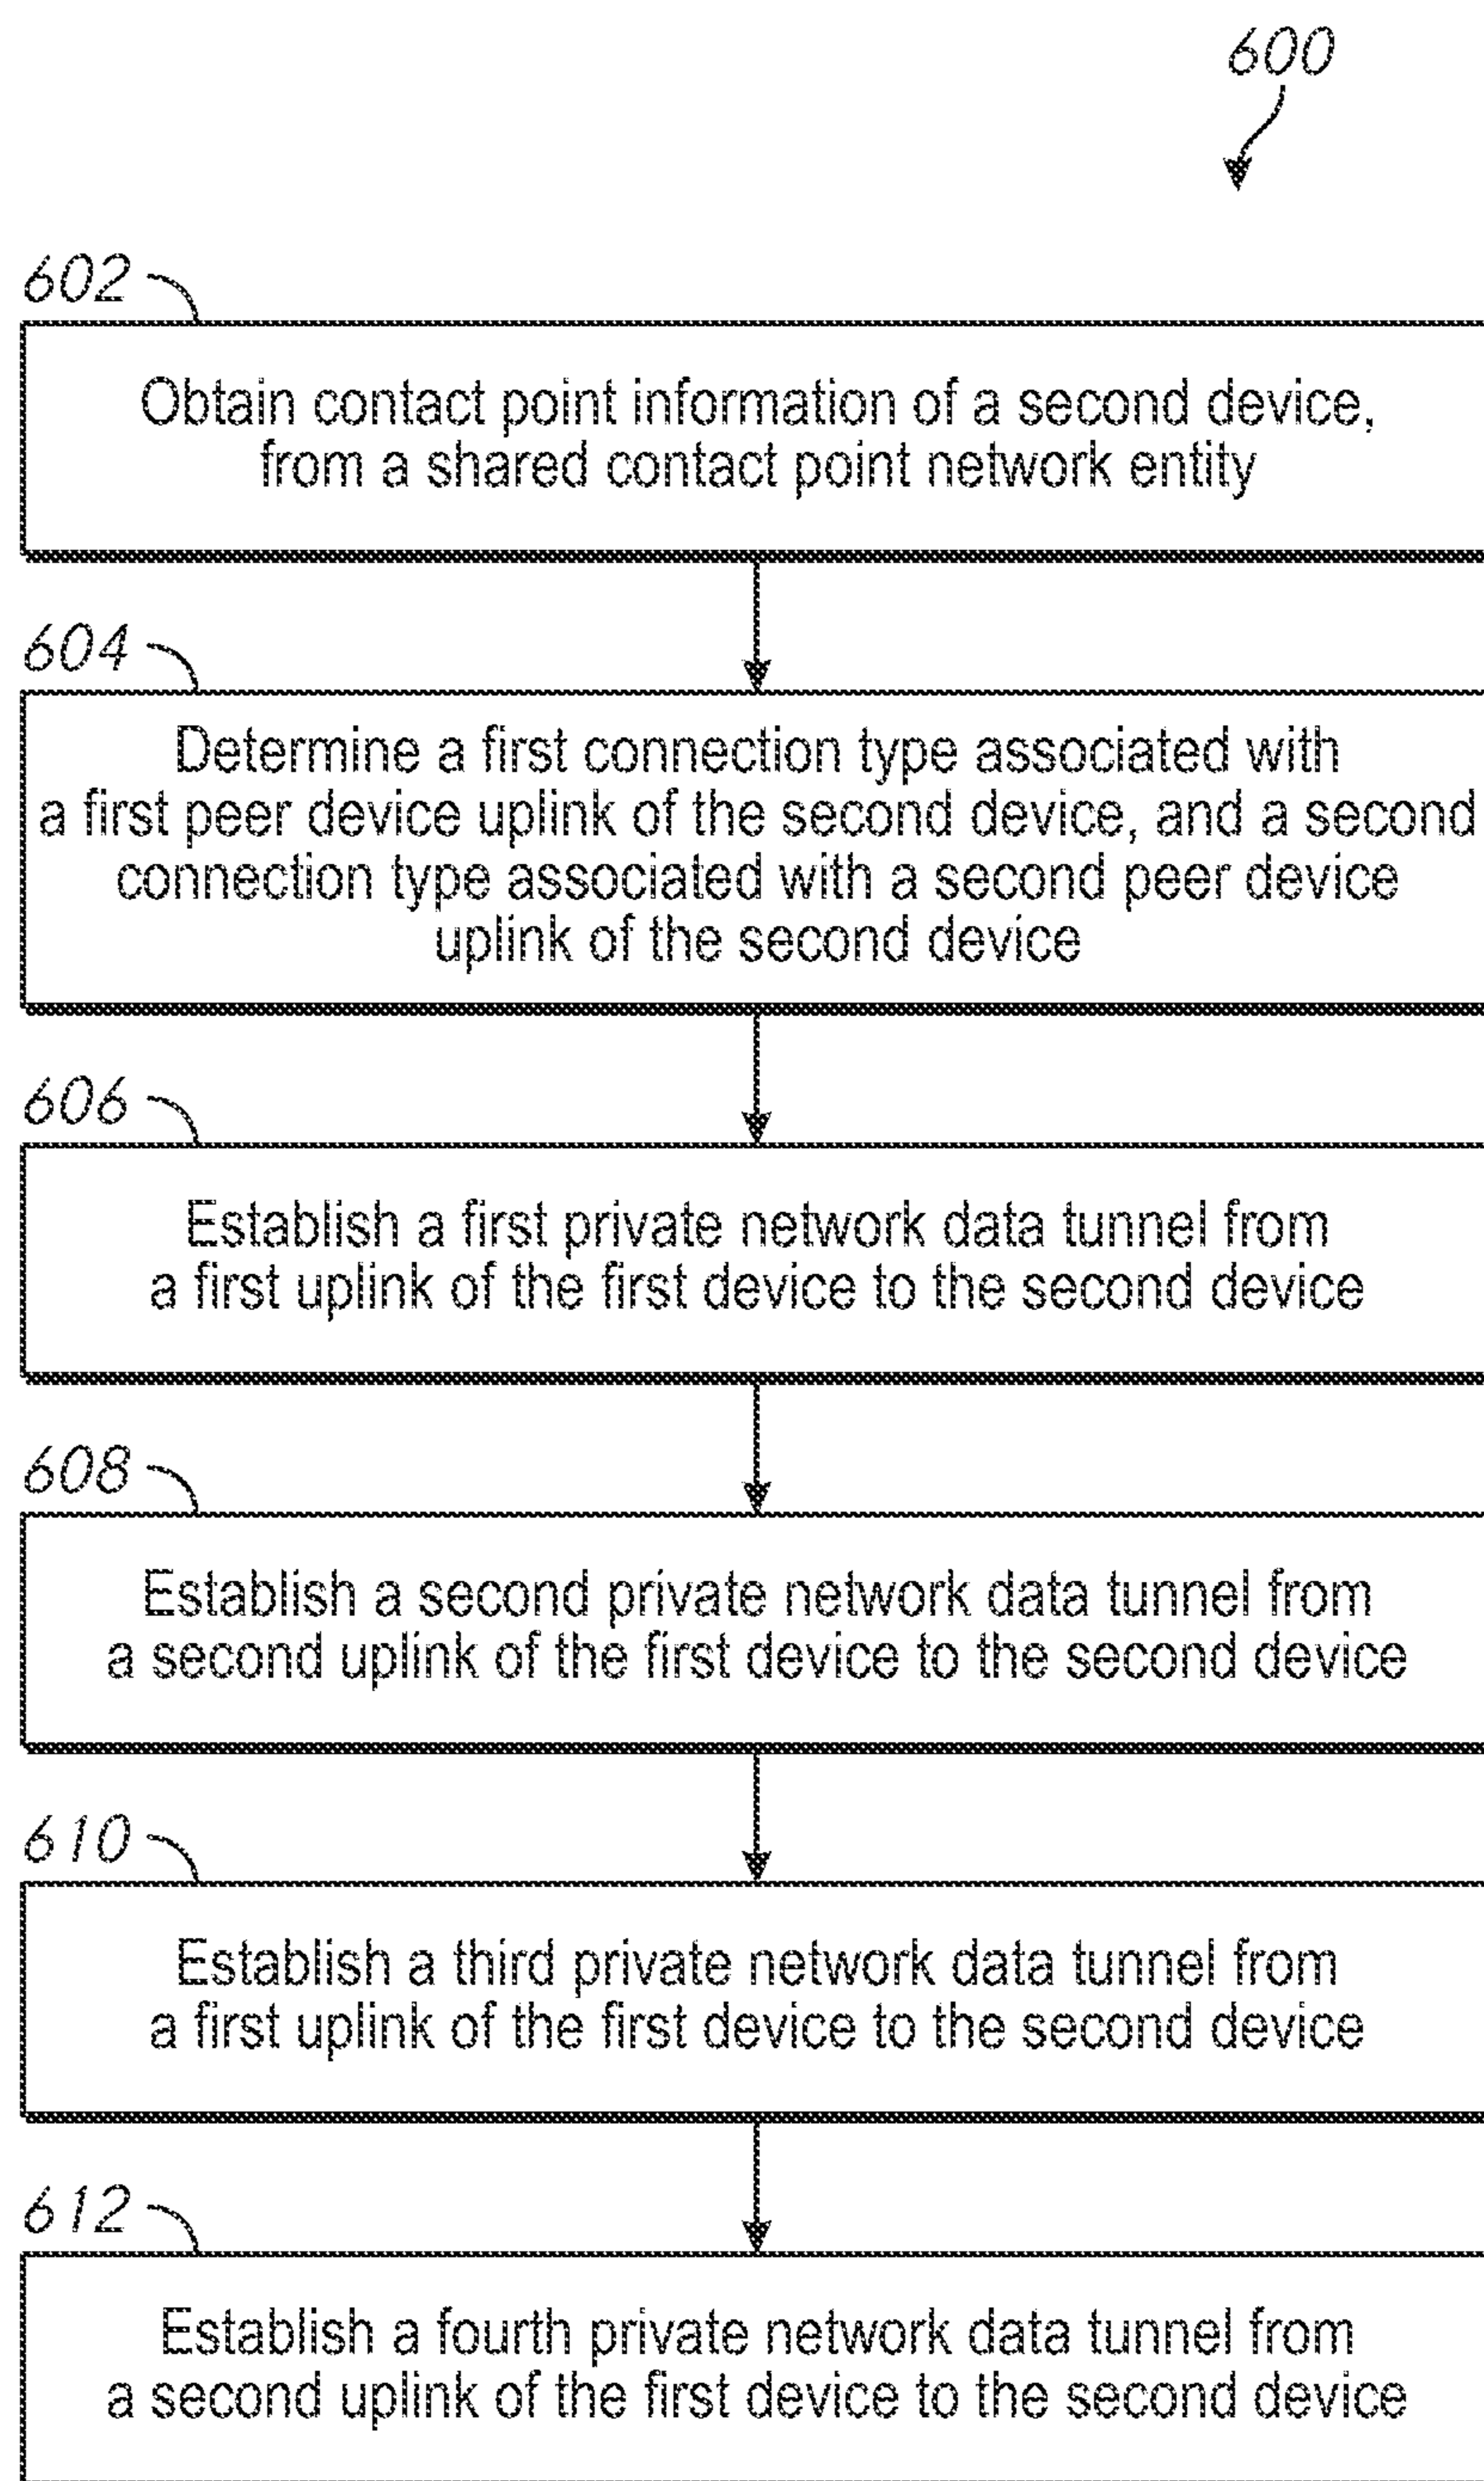 600
602
Obtain contact point information of a second device,
from a shared contact point network entity
604
Determine a first connection type associated with
a first peer device uplink of the second device, and a second
connection type associated with a second peer device
uplink of the second device
606
Establish a first private network data tunnel from
a first uplink of the first device to the second device
608
Establish a second private network data tunnel from
a second uplink of the first device to the second device
610
Establish a third private network data tunnel from
a first uplink of the first device to the second device
612
Establish a fourth private network data tunnel from
a second uplink of the first device to the second device